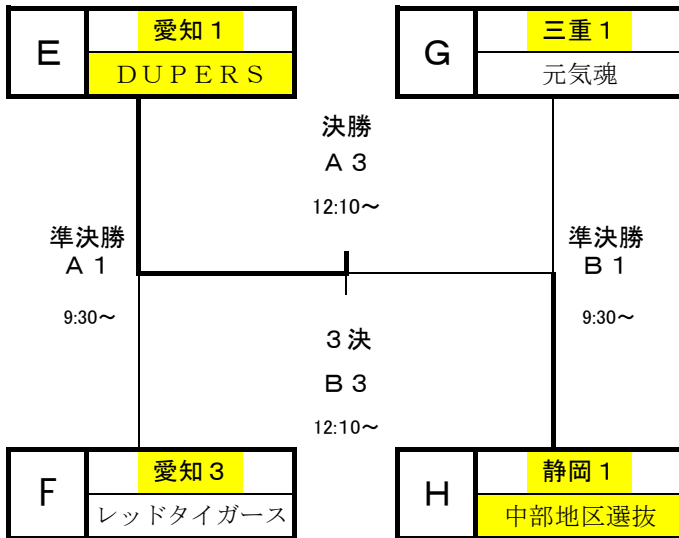 E
愛知１
ＤＵＰＥＲＳ
G
三重１
元気魂
決勝
Ａ３
12:10～
準決勝
Ａ１
9:30～
準決勝
Ｂ１
9:30～
３決
Ｂ３
12:10～
F
愛知３
レッドタイガース
H
静岡１
中部地区選抜